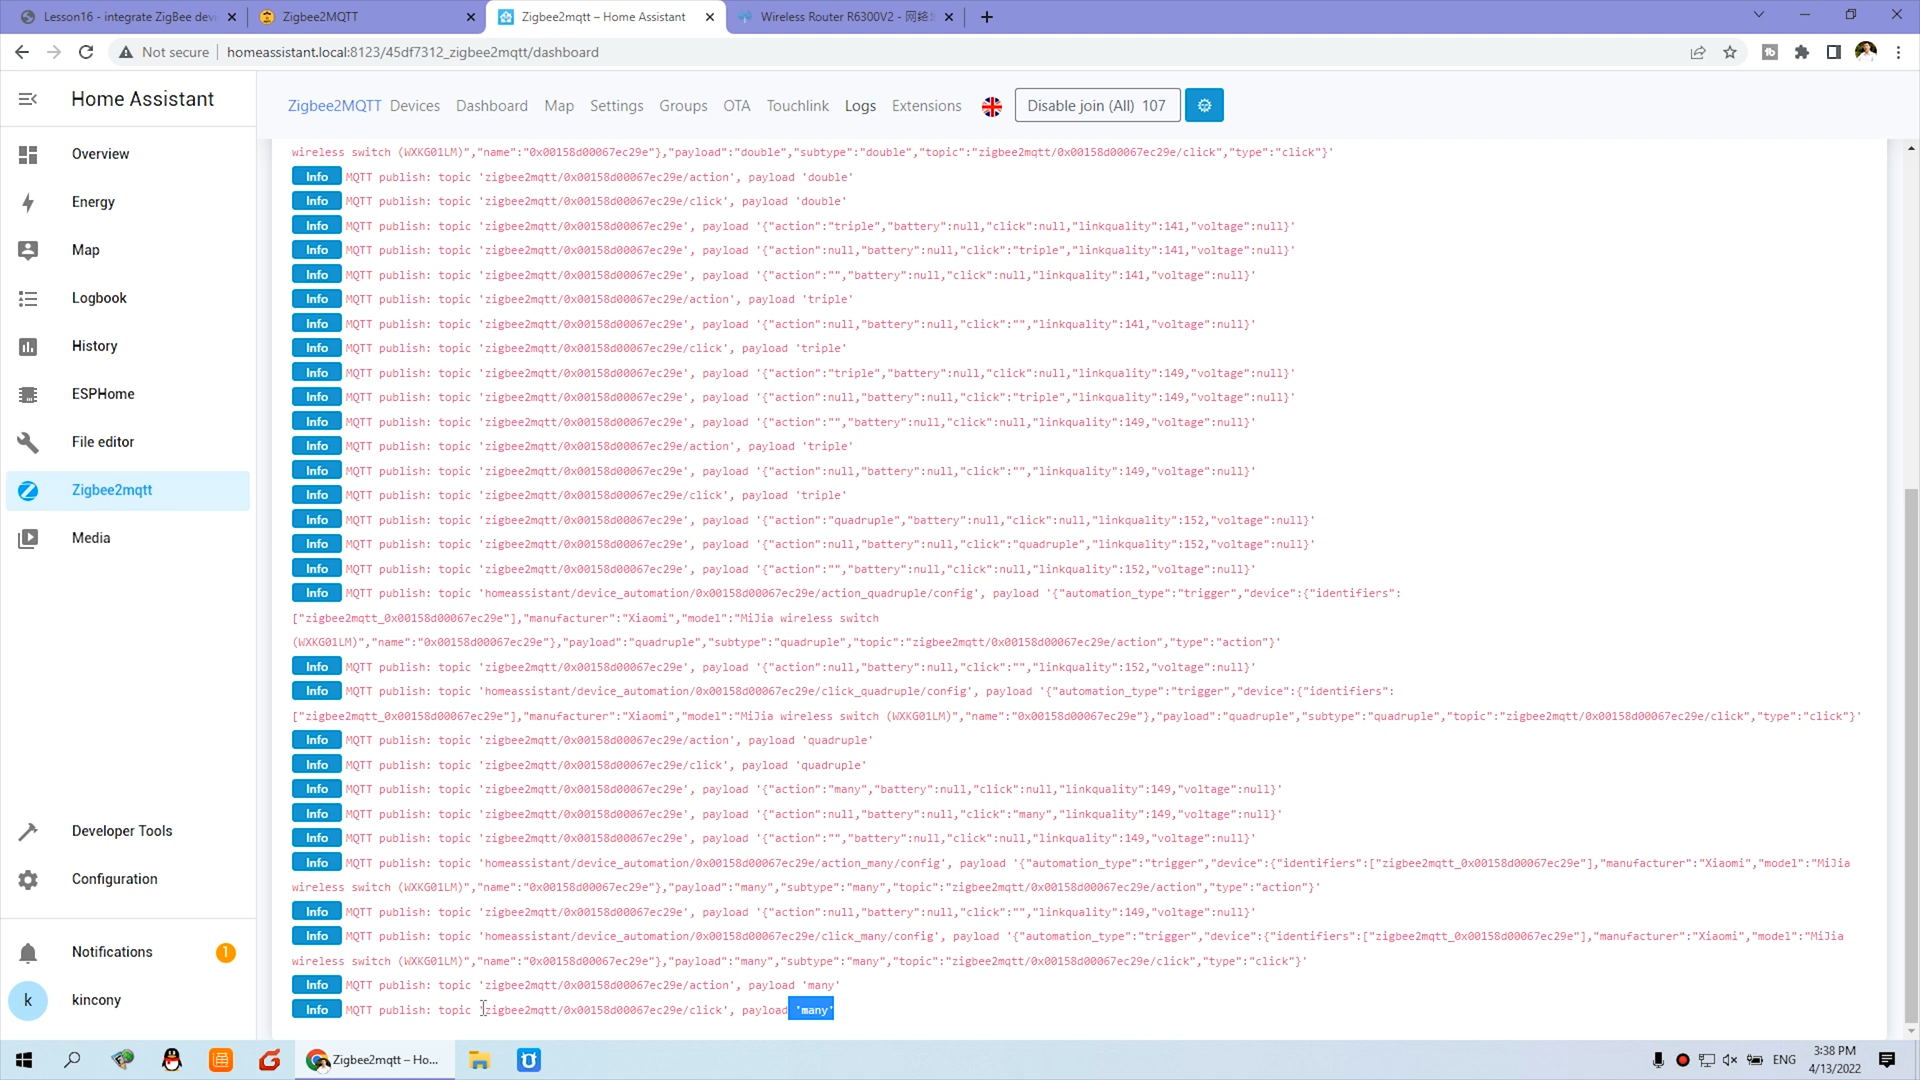 Lesson16 - integrate ZigBee dev
Zigbee2MQTT
Zigbee2mqtt – Home Assistant
Wireless Router R6300V2 - 网络
Not secure
homeassistant.local:8123/45df7312_zigbee2mqtt/dashboard
Home Assistant
Overview
Energy
Map
Logbook
History
ESPHome
File editor
Zigbee2mqtt
Media
Developer Tools
Configuration
Notifications
1
k
kincony
Zigbee2MQTT Devices Dashboard Map Settings Groups OTA Touchlink Logs Extensions Disable join (All) 107
wireless switch (WXKG01LM)","name":"0x00158d00067ec29e"},"payload":"double","subtype":"double","topic":"zigbee2mqtt/0x00158d00067ec29e/click","type":"click"}'
Info MQTT publish: topic 'zigbee2mqtt/0x00158d00067ec29e/action', payload 'double'
Info MQTT publish: topic 'zigbee2mqtt/0x00158d00067ec29e/click', payload 'double'
Info MQTT publish: topic 'zigbee2mqtt/0x00158d00067ec29e', payload '{"action":"triple","battery":null,"click":null,"linkquality":141,"voltage":null}'
Info MQTT publish: topic 'zigbee2mqtt/0x00158d00067ec29e', payload '{"action":null,"battery":null,"click":"triple","linkquality":141,"voltage":null}'
Info MQTT publish: topic 'zigbee2mqtt/0x00158d00067ec29e', payload '{"action":"","battery":null,"click":null,"linkquality":141,"voltage":null}'
Info MQTT publish: topic 'zigbee2mqtt/0x00158d00067ec29e/action', payload 'triple'
Info MQTT publish: topic 'zigbee2mqtt/0x00158d00067ec29e', payload '{"action":null,"battery":null,"click":"","linkquality":141,"voltage":null}'
Info MQTT publish: topic 'zigbee2mqtt/0x00158d00067ec29e/click', payload 'triple'
Info MQTT publish: topic 'zigbee2mqtt/0x00158d00067ec29e', payload '{"action":"triple","battery":null,"click":null,"linkquality":149,"voltage":null}'
Info MQTT publish: topic 'zigbee2mqtt/0x00158d00067ec29e', payload '{"action":null,"battery":null,"click":"triple","linkquality":149,"voltage":null}'
Info MQTT publish: topic 'zigbee2mqtt/0x00158d00067ec29e', payload '{"action":"","battery":null,"click":null,"linkquality":149,"voltage":null}'
Info MQTT publish: topic 'zigbee2mqtt/0x00158d00067ec29e/action', payload 'triple'
Info MQTT publish: topic 'zigbee2mqtt/0x00158d00067ec29e', payload '{"action":null,"battery":null,"click":"","linkquality":149,"voltage":null}'
Info MQTT publish: topic 'zigbee2mqtt/0x00158d00067ec29e/click', payload 'triple'
Info MQTT publish: topic 'zigbee2mqtt/0x00158d00067ec29e', payload '{"action":"quadruple","battery":null,"click":null,"linkquality":152,"voltage":null}'
Info MQTT publish: topic 'zigbee2mqtt/0x00158d00067ec29e', payload '{"action":null,"battery":null,"click":"quadruple","linkquality":152,"voltage":null}'
Info MQTT publish: topic 'zigbee2mqtt/0x00158d00067ec29e', payload '{"action":"","battery":null,"click":null,"linkquality":152,"voltage":null}'
Info MQTT publish: topic 'homeassistant/device_automation/0x00158d00067ec29e/action_quadruple/config', payload '{"automation_type":"trigger","device":{"identifiers":
["zigbee2mqtt_0x00158d00067ec29e"],"manufacturer":"Xiaomi","model":"MiJia wireless switch
(WXKG01LM)","name":"0x00158d00067ec29e"},"payload":"quadruple","subtype":"quadruple","topic":"zigbee2mqtt/0x00158d00067ec29e/action","type":"action"}'
Info MQTT publish: topic 'zigbee2mqtt/0x00158d00067ec29e', payload '{"action":null,"battery":null,"click":"","linkquality":152,"voltage":null}'
Info MQTT publish: topic 'homeassistant/device_automation/0x00158d00067ec29e/click_quadruple/config', payload '{"automation_type":"trigger","device":{"identifiers":
["zigbee2mqtt_0x00158d00067ec29e"],"manufacturer":"Xiaomi","model":"MiJia wireless switch (WXKG01LM)","name":"0x00158d00067ec29e"},"payload":"quadruple","subtype":"quadruple","topic":"zigbee2mqtt/0x00158d00067ec29e/click","type":"click"}'
Info MQTT publish: topic 'zigbee2mqtt/0x00158d00067ec29e/action', payload 'quadruple'
Info MQTT publish: topic 'zigbee2mqtt/0x00158d00067ec29e/click', payload 'quadruple'
Info MQTT publish: topic 'zigbee2mqtt/0x00158d00067ec29e', payload '{"action":"many","battery":null,"click":null,"linkquality":149,"voltage":null}'
Info MQTT publish: topic 'zigbee2mqtt/0x00158d00067ec29e', payload '{"action":null,"battery":null,"click":"many","linkquality":149,"voltage":null}'
Info MQTT publish: topic 'zigbee2mqtt/0x00158d00067ec29e', payload '{"action":"","battery":null,"click":null,"linkquality":149,"voltage":null}'
Info MQTT publish: topic 'homeassistant/device_automation/0x00158d00067ec29e/action_many/config', payload '{"automation_type":"trigger","device":{"identifiers":["zigbee2mqtt_0x00158d00067ec29e"],"manufacturer":"Xiaomi","model":"MiJia
wireless switch (WXKG01LM)","name":"0x00158d00067ec29e"},"payload":"many","subtype":"many","topic":"zigbee2mqtt/0x00158d00067ec29e/action","type":"action"}'
Info MQTT publish: topic 'zigbee2mqtt/0x00158d00067ec29e', payload '{"action":null,"battery":null,"click":"","linkquality":149,"voltage":null}'
Info MQTT publish: topic 'homeassistant/device_automation/0x00158d00067ec29e/click_many/config', payload '{"automation_type":"trigger","device":{"identifiers":["zigbee2mqtt_0x00158d00067ec29e"],"manufacturer":"Xiaomi","model":"MiJia
wireless switch (WXKG01LM)","name":"0x00158d00067ec29e"},"payload":"many","subtype":"many","topic":"zigbee2mqtt/0x00158d00067ec29e/click","type":"click"}'
Info MQTT publish: topic 'zigbee2mqtt/0x00158d00067ec29e/action', payload 'many'
Info MQTT publish: topic 'zigbee2mqtt/0x00158d00067ec29e/click', payload 'many'
Zigbee2mqtt – Ho...
ENG
3:38 PM
4/13/2022